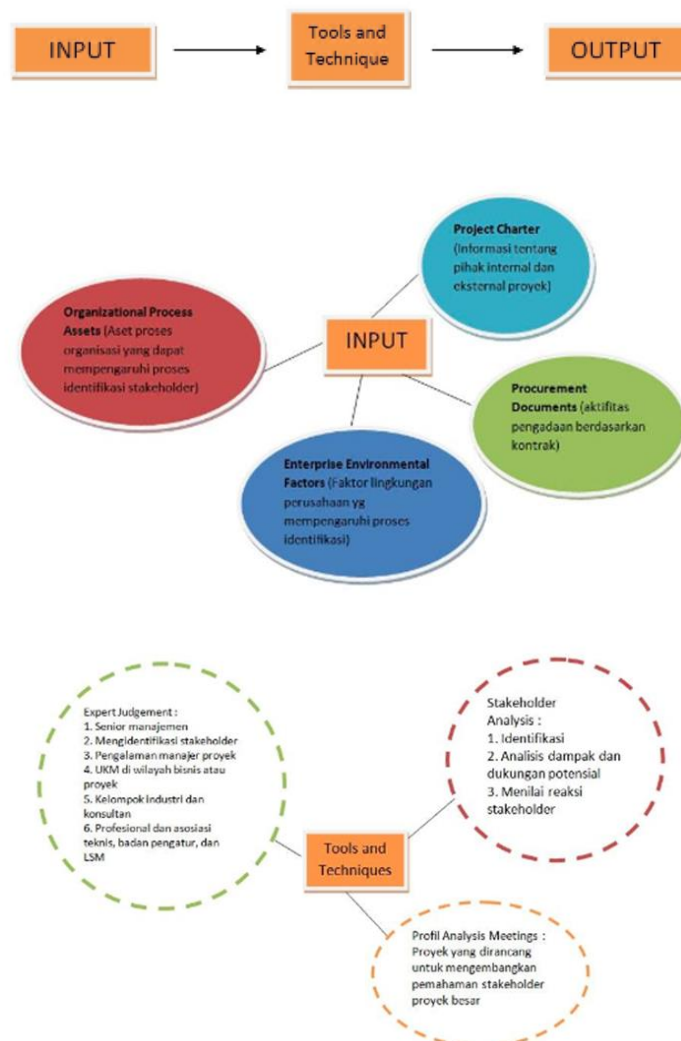 INPUT
Tools and
Technique
OUTPUT
Project Charter
(Informasi tentang
pihak internal dan
eksternal proyek)
Organizational Process
Assets (Aset proses
organisasi yang dapat
mempengaruhi proses
identifikasi stakeholder)
INPUT
Procurement
Documents (aktifitas
pengadaan berdasarkan
kontrak)
Enterprise Environmental
Factors (Faktor lingkungan
perusahaan yg
mempengaruhi proses
identifikasi)
Expert Judgement :
1. Senior manajemen
2. Mengidentifikasi stakeholder
3. Pengalaman manajer proyek
4. UKM di wilayah bisnis atau
proyek
5. Kelompok industri dan
konsultan
6. Profesional dan asosiasi
teknis, badan pengatur, dan
LSM
Stakeholder
Analysis :
1. Identifikasi
2. Analisis dampak dan
dukungan potensial
3. Menilai reaksi
stakeholder
Tools and
Techniques
Profil Analysis Meetings :
Proyek yang dirancang
untuk mengembangkan
pemahaman stakeholder
proyek besar